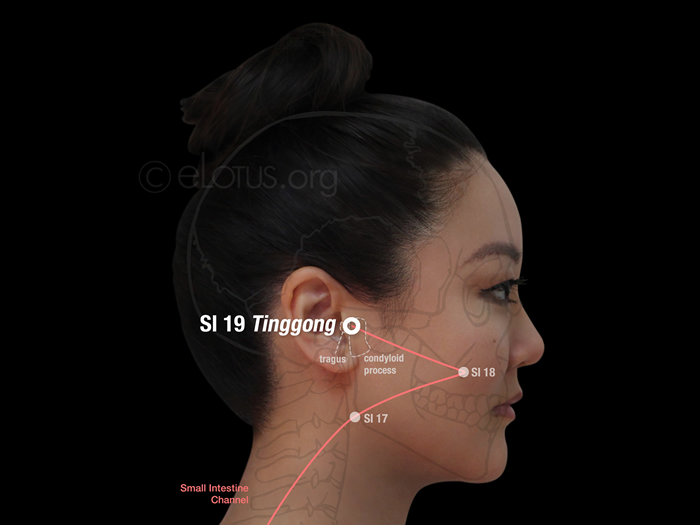 © eLotus.org
SI 19 Tinggong
tragus
condyloid
process
SI 18
SI 17
Small Intestine
Channel